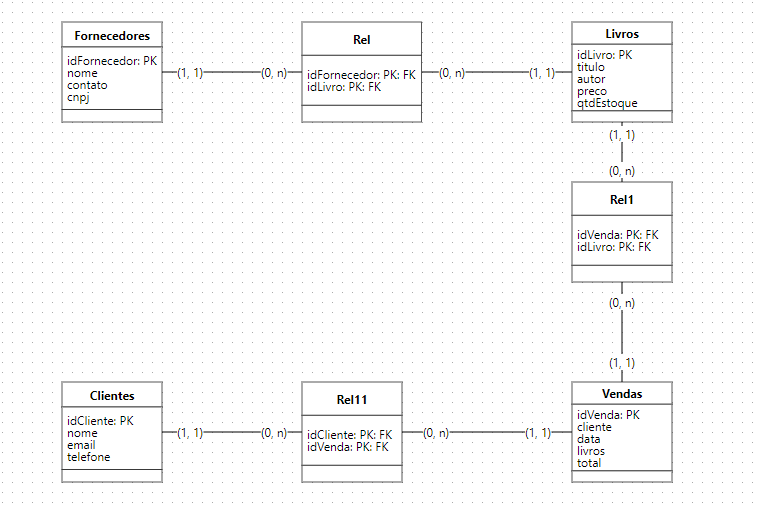 Fornecedores
idFornecedor: PK
nome
contato
cnpj
(1, 1)
(0, n)
Rel
idFornecedor: PK: FK
idLivro: PK: FK
(0, n)
(1, 1)
Livros
idLivro: PK
titulo
autor
preco
qtdEstoque
(1, 1)
(0, n)
Rel1
idVenda: PK: FK
idLivro: PK: FK
(0, n)
(1, 1)
Clientes
idCliente: PK
nome
email
telefone
(1, 1)
(0, n)
Rel11
idCliente: PK: FK
idVenda: PK: FK
(0, n)
(1, 1)
Vendas
idVenda: PK
cliente
data
livros
total